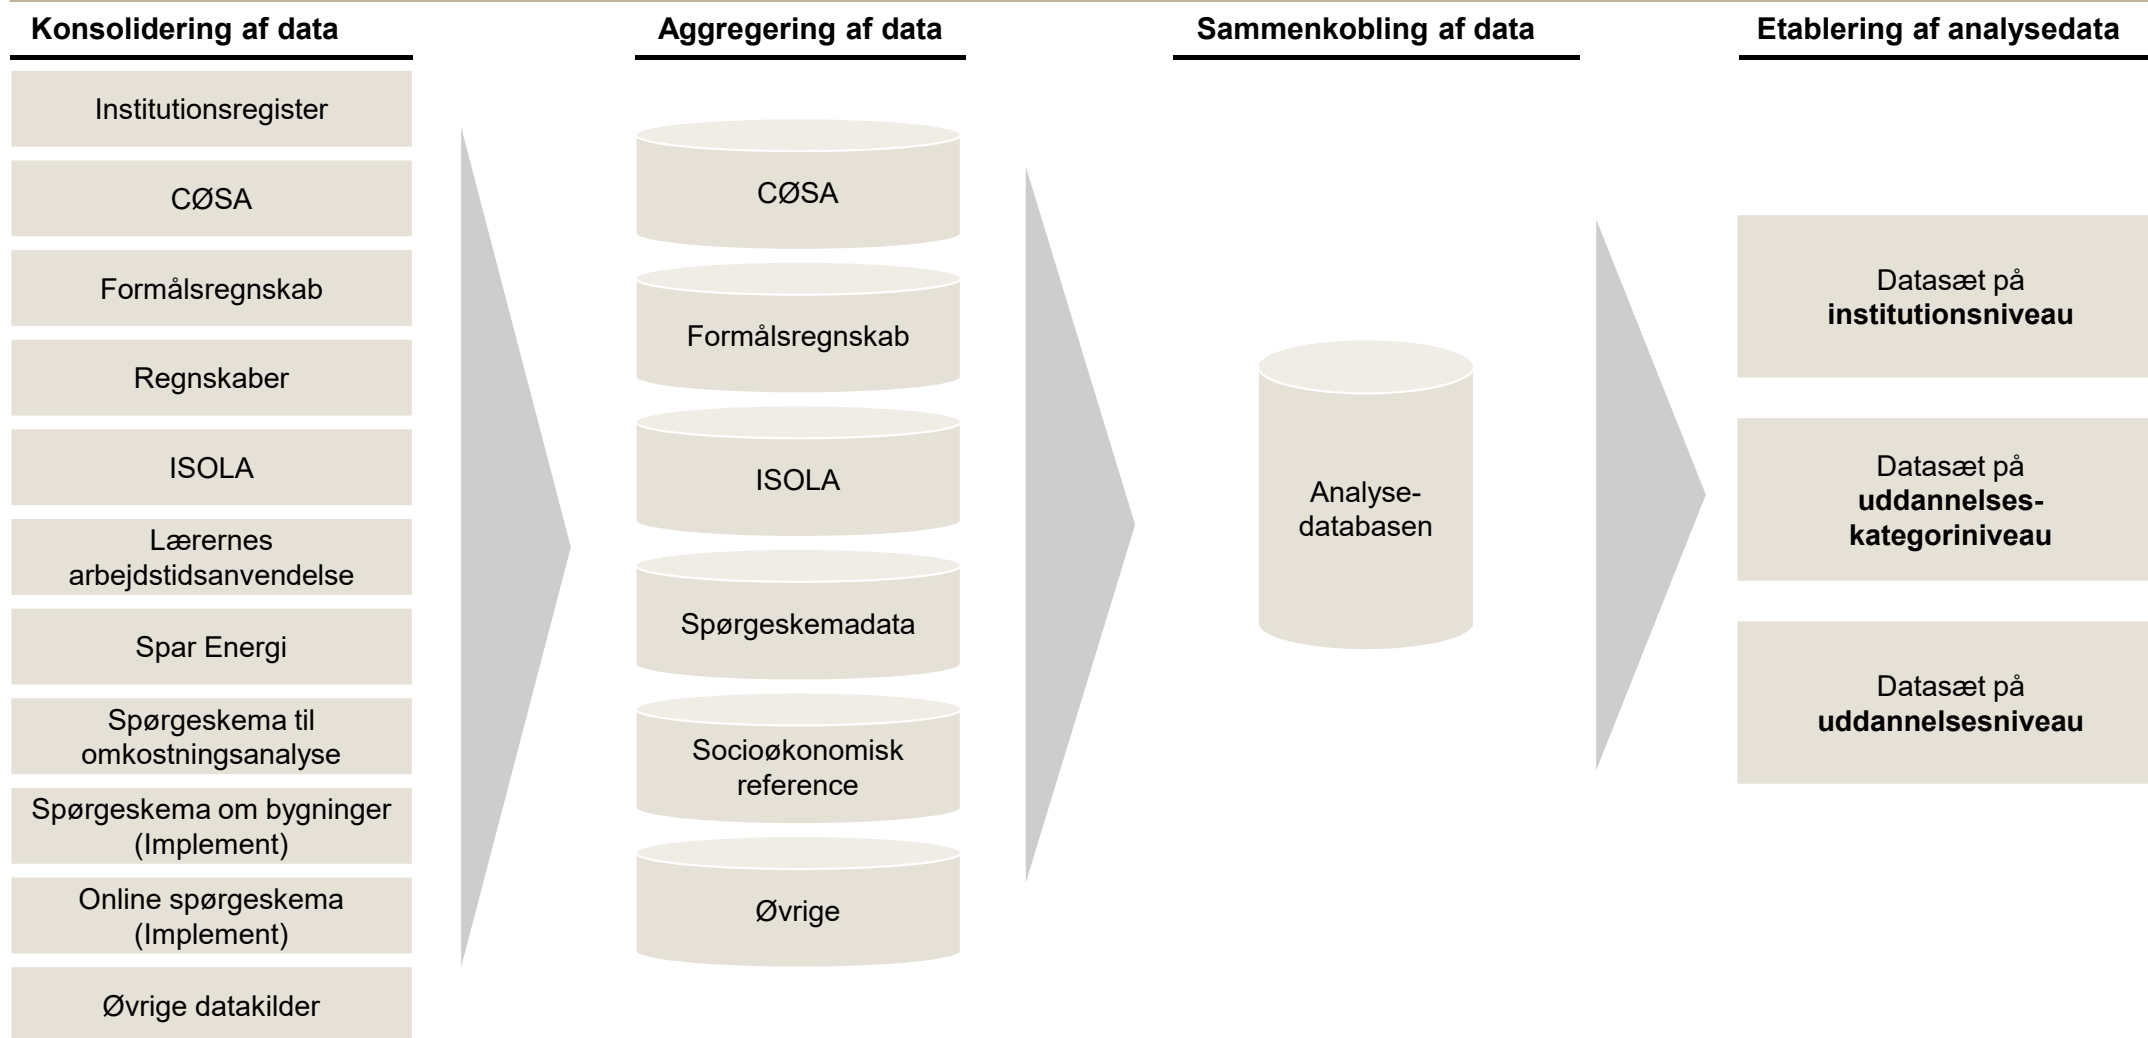 Konsolidering af data
Institutionsregister
CØSA
Formålsregnskab
Regnskaber
ISOLA
Lærernes
arbejdstidsanvendelse
Spar Energi
Spørgeskema til
omkostningsanalyse
Spørgeskema om bygninger
(Implement)
Online spørgeskema
(Implement)
Øvrige datakilder
Aggregering af data
CØSA
Formålsregnskab
ISOLA
Spørgeskemadata
Socioøkonomisk
reference
Øvrige
Sammenkobling af data
Analyse-
databasen
Etablering af analysedata
Datasæt på
institutionsniveau
Datasæt på
uddannelses-
kategoriniveau
Datasæt på
uddannelsesniveau